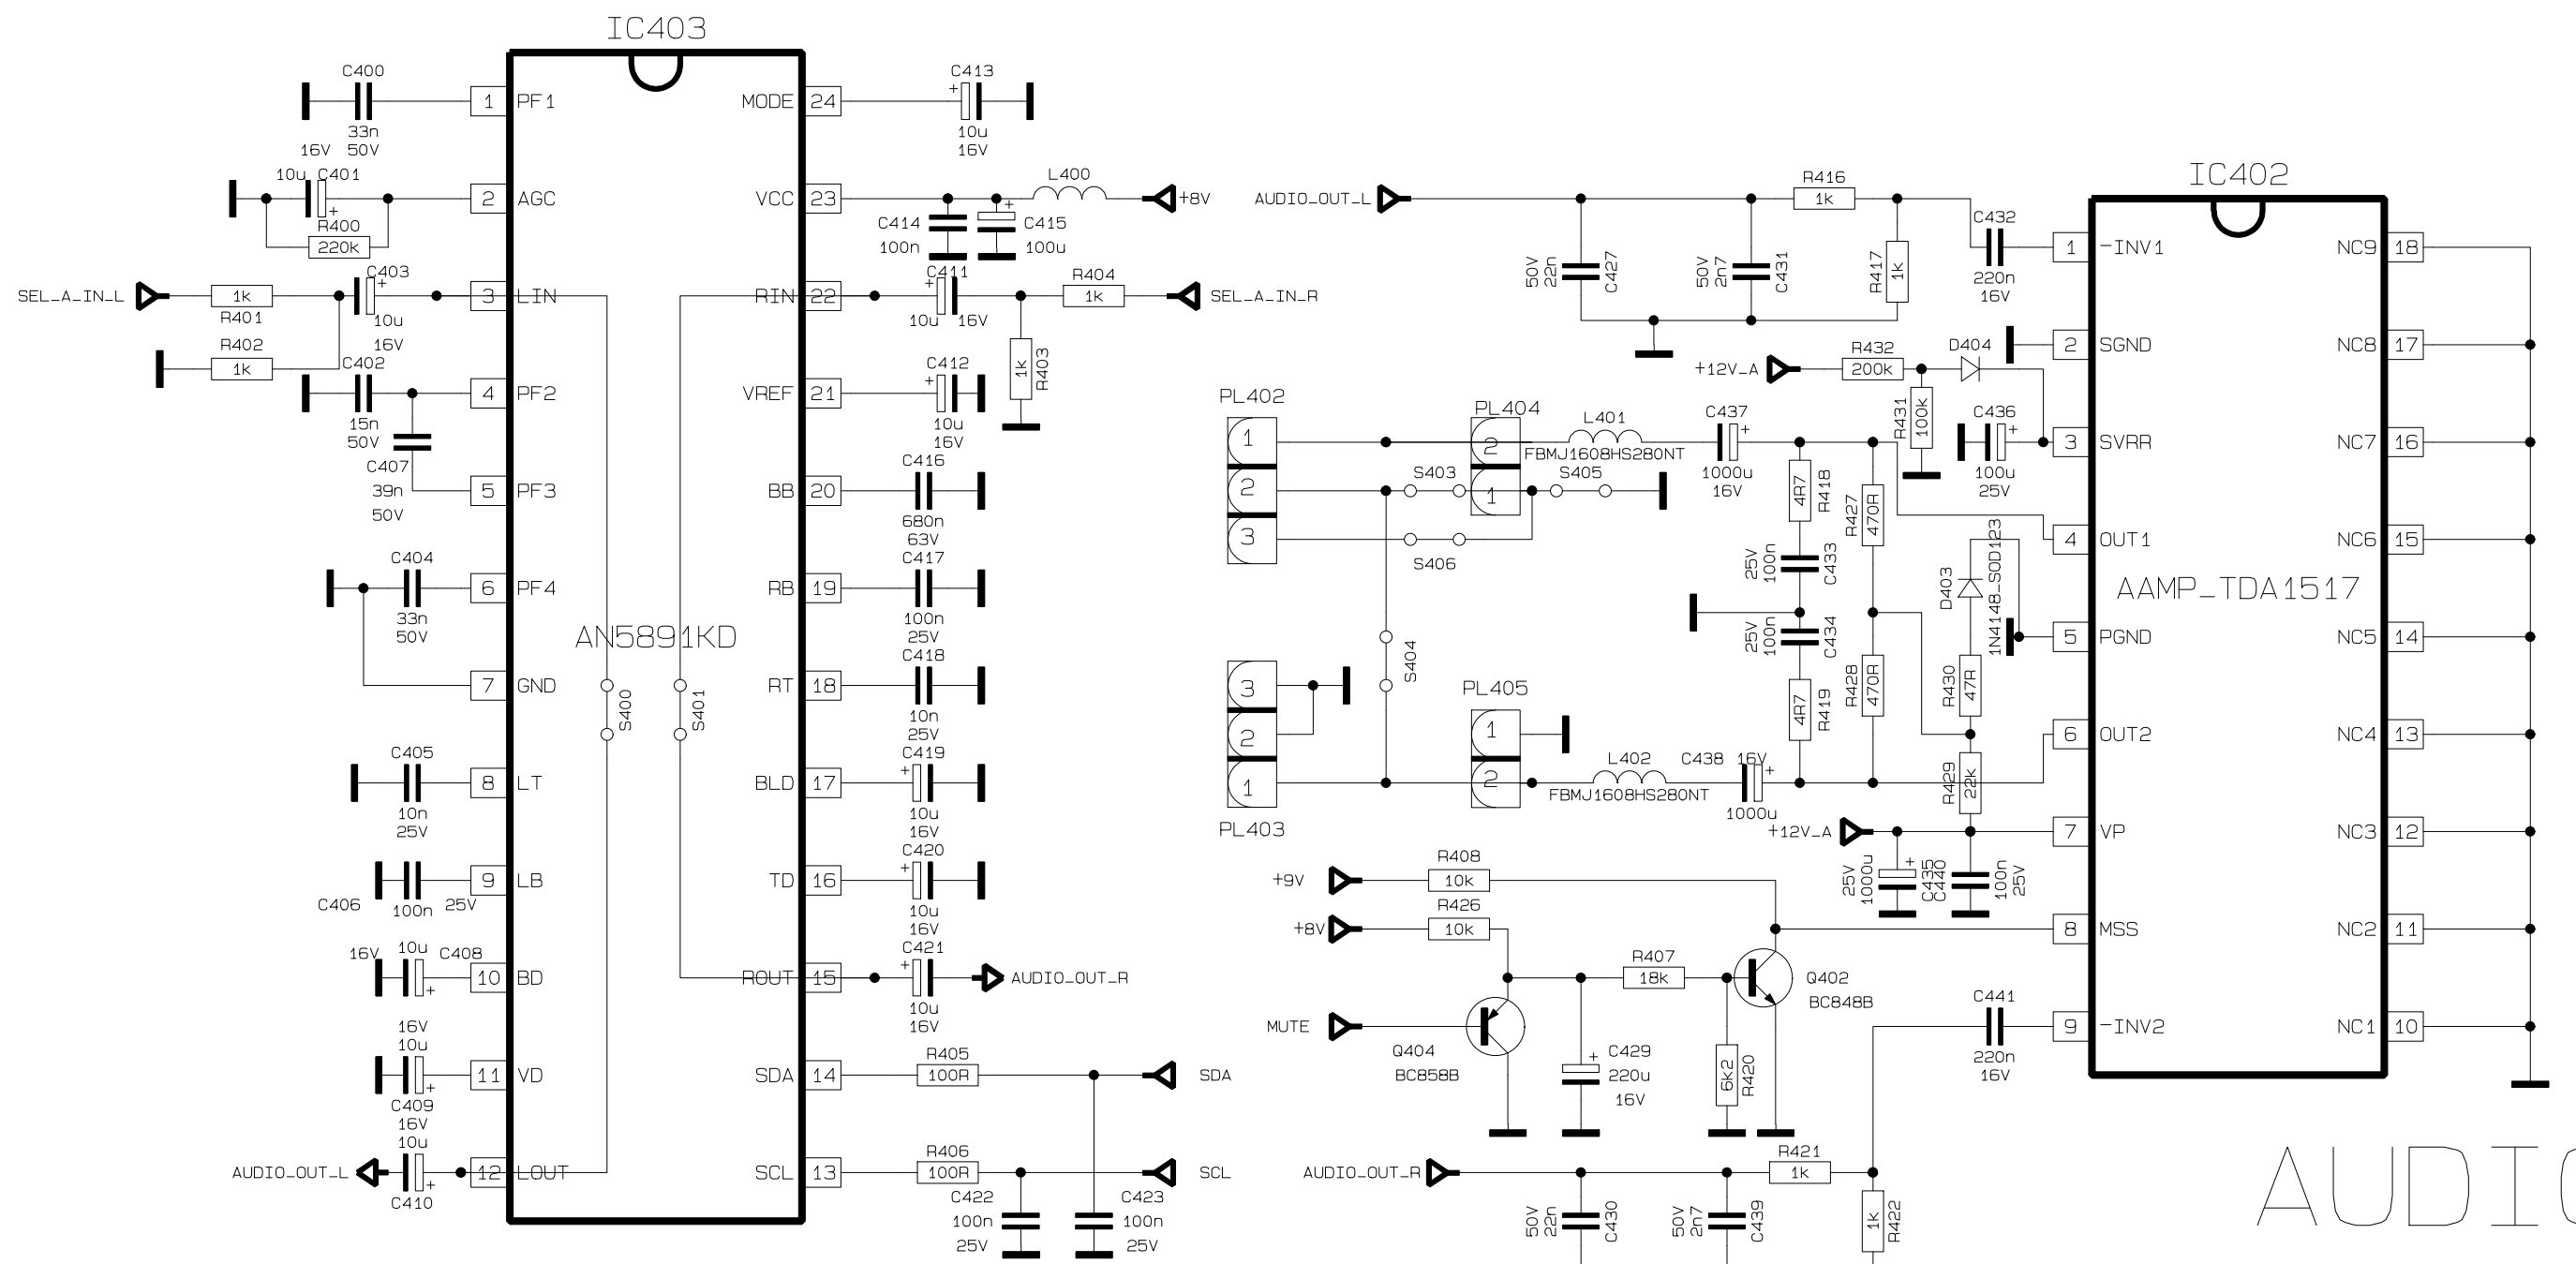 IC403
C400
33n
50V
1 PF1
16V
10u C401
R400
220k
2 AGC
SEL_A_IN_L
1k
R401
C403
10u
16V
3 LIN
R402
1k
C402
15n
50V
4 PF2
C407
39n
50V
5 PF3
C404
33n
50V
6 PF4
7 GND
C405
10n
25V
8 LT
C406
100n 25V
9 LB
16V 10u C408
10 BD
16V
10u
C409
11 VD
16V
10u
AUDIO_OUT_L
C410
12 LOUT
AN5891KD
S400
S401
MODE 24
C413
10u
16V
VCC 23
L400
+8V
C414
100n
C415
100u
RIN 22
C411
10u 16V
R404
1k
SEL_A_IN_R
1k
R403
VREF 21
C412
10u
16V
BB 20
C416
680n
63V
RB 19
C417
100n
25V
RT 18
C418
10n
25V
BLD 17
C419
10u
16V
TD 16
C420
10u
16V
ROUT 15
C421
10u
16V
AUDIO_OUT_R
SDA 14
R405
100R
SDA
SCL 13
R406
100R
SCL
C422
100n
25V
C423
100n
25V
AUDIO_OUT_L
50V
22n
C427
50V
2n7
C431
R416
1k
R417
1k
C432
220n
16V
+12V_A
R432
200k
D404
R431
100k
C436
100u
25V
PL402
1
2
3
PL404
2
1
L401
FBMJ1608HS280NT
S403
S405
S406
S404
C437
1000u
16V
4R7
R418
R427
470R
25V
100n
C433
25V
100n
C434
4R7
R419
R428
470R
D403
1N4148_SOD123
R430
47R
R429
22k
3
2
1
PL403
PL405
1
2
L402
FBMJ1608HS280NT
C438 16V
1000u
+12V_A
25V
1000u
C435
C440
100n
25V
+9V
R408
10k
+8V
R426
10k
MUTE
Q404
BC858B
C429
220u
16V
R407
18k
6k2
R420
Q402
BC848B
C441
220n
16V
AUDIO_OUT_R
50V
22n
C430
50V
2n7
C439
R421
1k
1k
R422
IC402
1 -INV1
2 SGND
3 SVRR
4 OUT1
5 PGND
6 OUT2
7 VP
8 MSS
9 -INV2
AAMP_TDA1517
NC9 18
NC8 17
NC7 16
NC6 15
NC5 14
NC4 13
NC3 12
NC2 11
NC1 10
AUDI